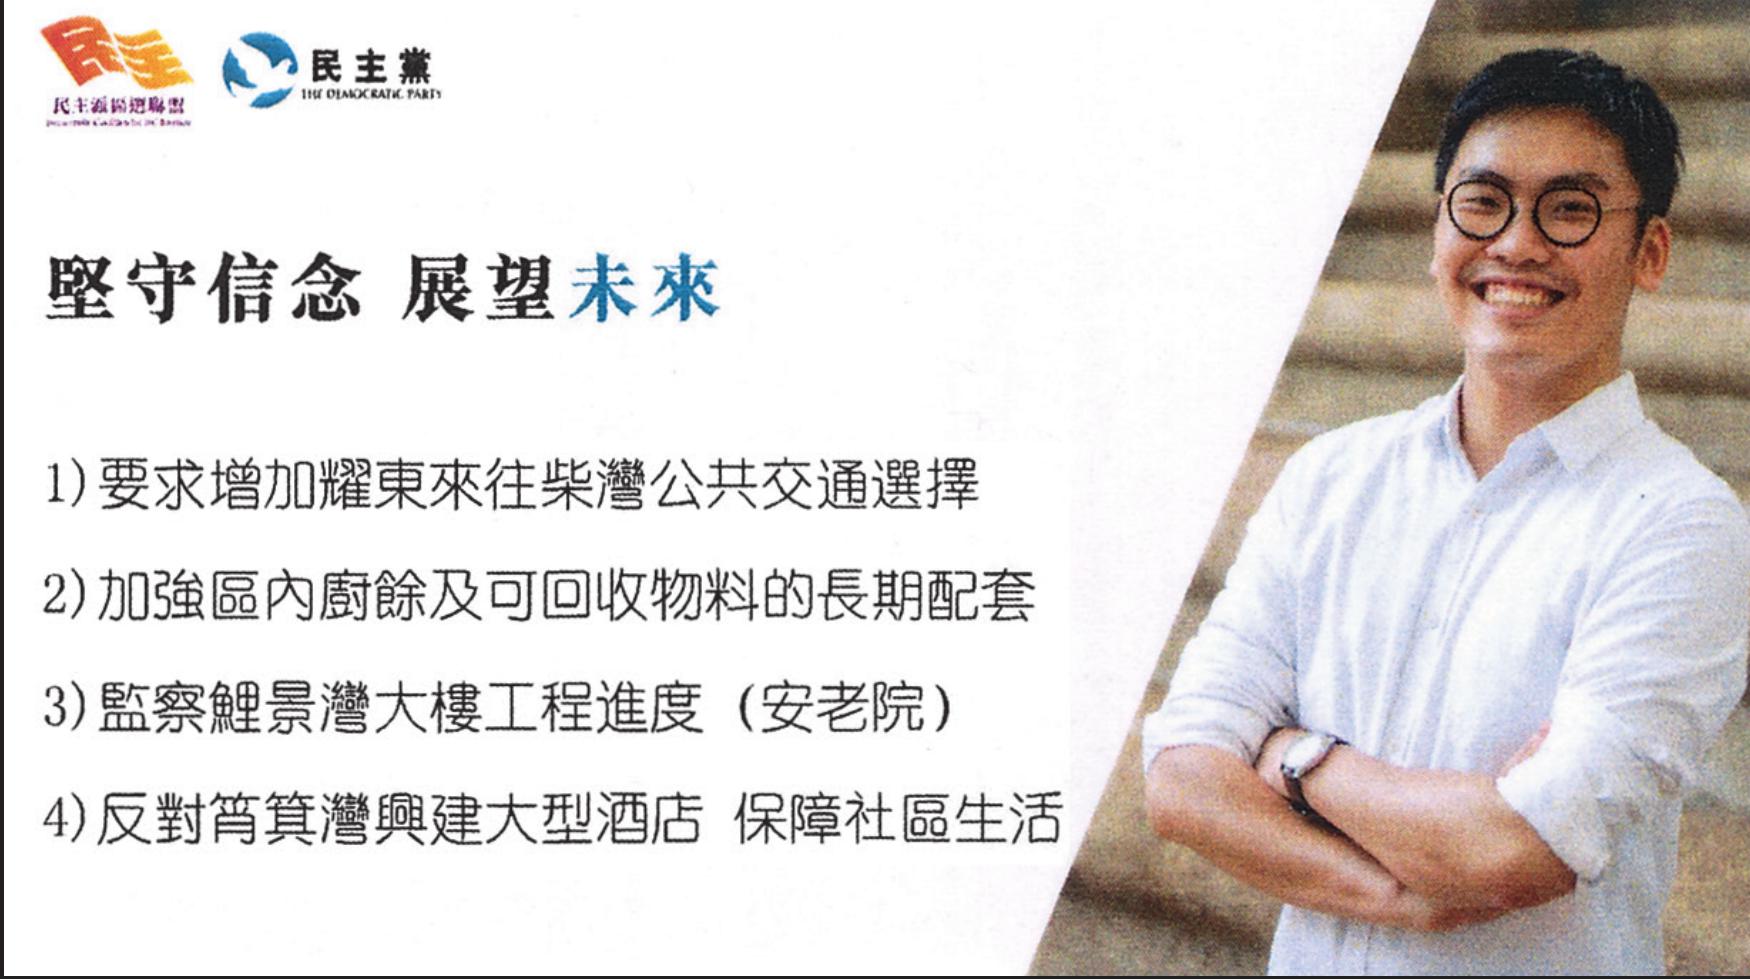 民主
民主派區選聯盟
民主黨
THE DEMOCRATIC PARTY
堅守信念 展望未來
1) 要求增加耀東來往柴灣公共交通選擇
2) 加強區內廚餘及可回收物料的長期配套
3) 監察鯉景灣大樓工程進度 (安老院)
4) 反對筲箕灣興建大型酒店 保障社區生活